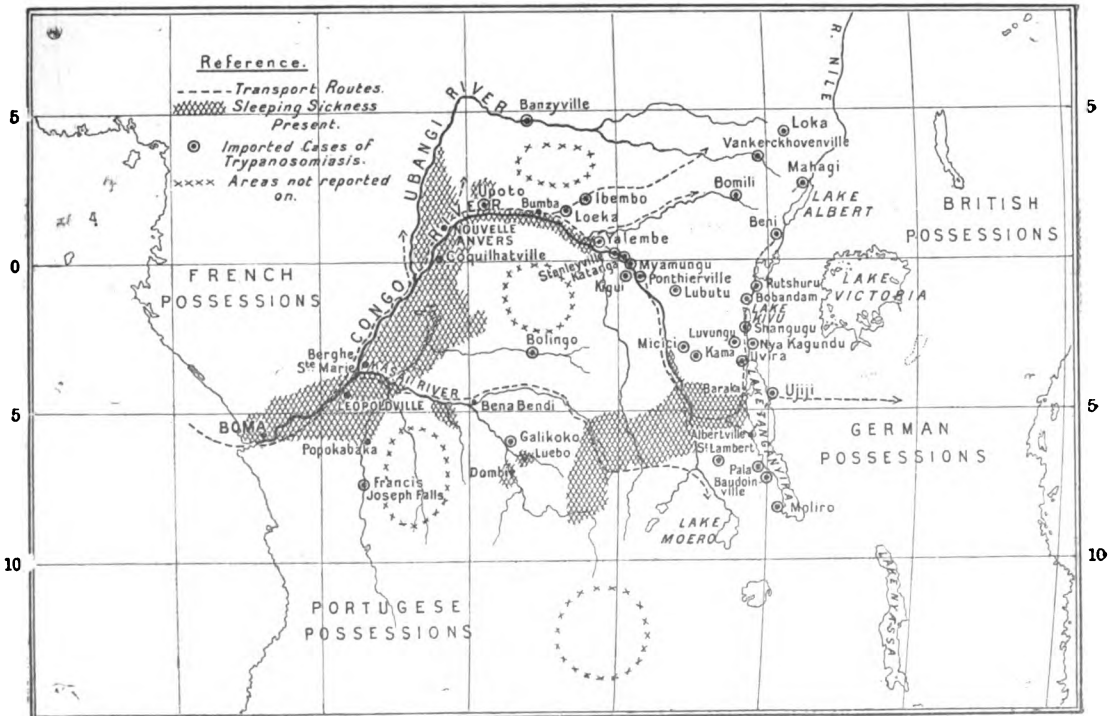 Reference.
Transport Routes.
Sleeping Sickness
Present.
Imported Cases of
Trypanosomiasis.
Areas not reported
on.
5
5
0
0
5
5
10
10
R. NILE
UBANGI RIVER
Banzyville
Loka
Vankerckhovenville
Mahagi
LAKE
ALBERT
BRITISH
POSSESSIONS
Upoto
Bumba
Ibembo
Loeka
Bomili
Beni
NOUVELLE
ANVERS
Coquilhatville
CONGO RIVER
Yalembe
Stanleyville
Katanga
Myamungu
Ponthierville
Kigui
Lubutu
Rutshuru
Bobandam
LAKE
KIVU
Shangugu
LAKE
VICTORIA
FRENCH
POSSESSIONS
Luvungu
Nya Kagundu
Micici
Kama
Uvira
Bolingo
Berghe
Ste Marie
KASAI RIVER
LEOPOLDVILLE
Bena Bendi
Baraka
Ujiji
LAKE TANGANYIKA
BOMA
Popokabaka
Galikoko
Luebo
Dombi
Albertville
St Lambert
GERMAN
POSSESSIONS
Francis
Joseph Falls
Pala
Baudoin
ville
Moliro
LAKE
MOERO
PORTUGESE
POSSESSIONS
LAKE NYASSA